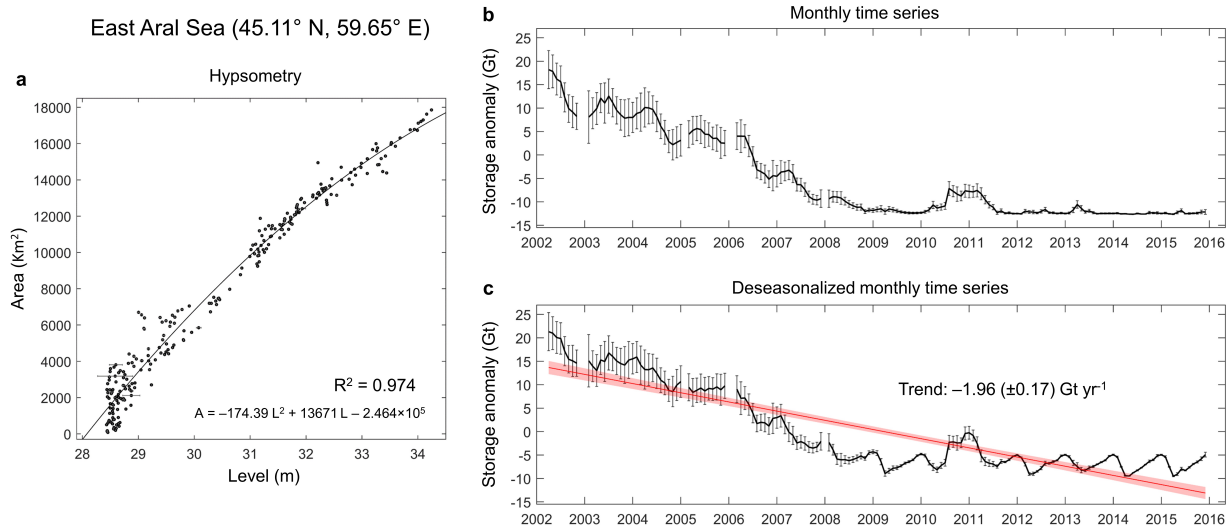 East Aral Sea (45.11° N, 59.65° E)
a
Hypsometry
Area (Km²)
18000
16000
14000
12000
10000
8000
6000
4000
2000
0
R² = 0.974
A = –174.39 L² + 13671 L – 2.464×10⁵
28 29 30 31 32 33 34
Level (m)
b
Monthly time series
Storage anomaly (Gt)
25
20
15
10
5
0
-5
-10
-15
2002 2003 2004 2005 2006 2007 2008 2009 2010 2011 2012 2013 2014 2015 2016
c
Deseasonalized monthly time series
Storage anomaly (Gt)
25
20
15
10
5
0
-5
-10
-15
Trend: –1.96 (±0.17) Gt yr⁻¹
2002 2003 2004 2005 2006 2007 2008 2009 2010 2011 2012 2013 2014 2015 2016